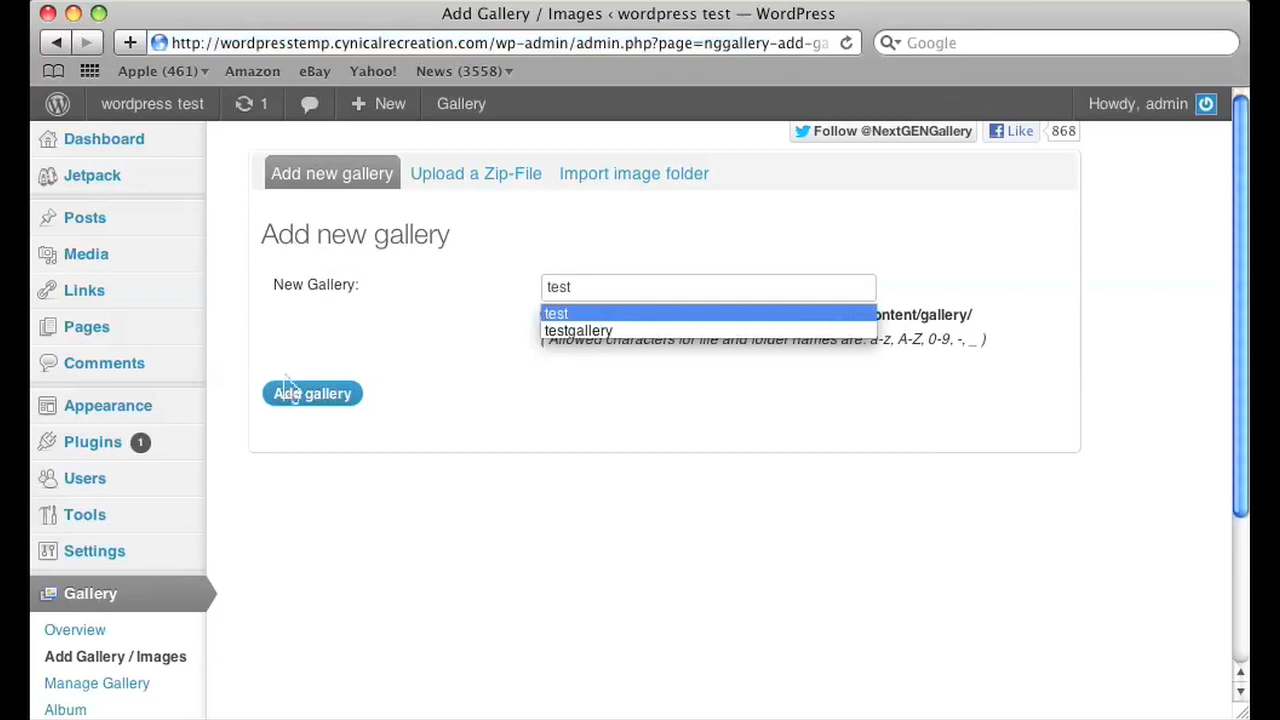 Add Gallery / Images ‹ wordpress test — WordPress
http://wordpresstemp.cynicalrecreation.com/wp-admin/admin.php?page=nggallery-add-ga
Google
Apple (461) Amazon eBay Yahoo! News (3558)
wordpress test 1 New Gallery Howdy, admin
Follow @NextGENGallery Like 868
Dashboard
Jetpack
Posts
Media
Links
Pages
Comments
Appearance
Plugins 1
Users
Tools
Settings
Gallery
Overview
Add Gallery / Images
Manage Gallery
Album
Add new gallery Upload a Zip-File Import image folder
Add new gallery
New Gallery: test
test
testgallery
ontent/gallery/
( Allowed characters for file and folder names are: a-z, A-Z, 0-9, -, _ )
Add gallery